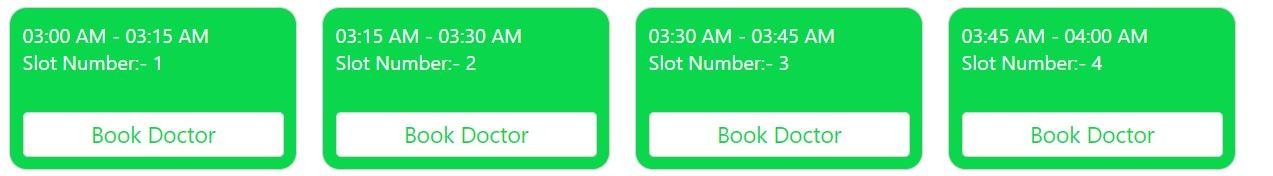 03:00 AM - 03:15 AM
Slot Number:- 1
Book Doctor
03:15 AM - 03:30 AM
Slot Number:- 2
Book Doctor
03:30 AM - 03:45 AM
Slot Number:- 3
Book Doctor
03:45 AM - 04:00 AM
Slot Number:- 4
Book Doctor